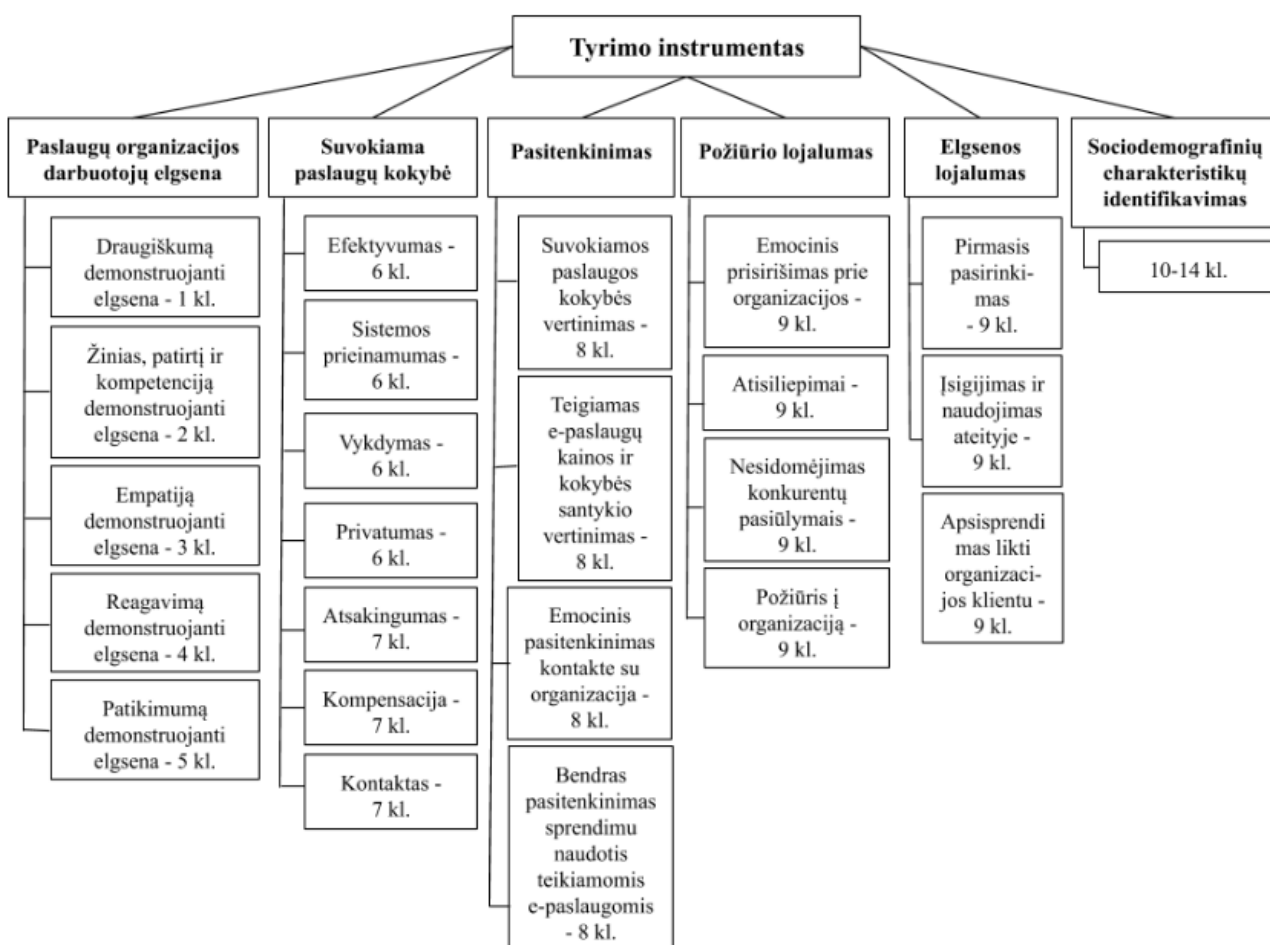 Tyrimo instrumentas
Paslaugų organizacijos
darbuotojų elgsena
Draugiškumą
demonstruojanti
elgsena - 1 kl.
Žinias, patirtį ir
kompetenciją
demonstruojanti
elgsena - 2 kl.
Empatiją
demonstruojanti
elgsena - 3 kl.
Reagavimą
demonstruojanti
elgsena - 4 kl.
Patikimumą
demonstruojanti
elgsena - 5 kl.
Suvokiama
paslaugų kokybė
Efektyvumas -
6 kl.
Sistemos
prieinamumas -
6 kl.
Vykdymas -
6 kl.
Privatumas -
6 kl.
Atsakingumas -
7 kl.
Kompensacija -
7 kl.
Kontaktas -
7 kl.
Pasitenkinimas
Suvokiamos
paslaugos
kokybės
vertinimas -
8 kl.
Teigiamas
e-paslaugų
kainos ir
kokybės
santykio
vertinimas -
8 kl.
Emocinis
pasitenkinimas
kontakte su
organizacija -
8 kl.
Bendras
pasitenkinimas
sprendimu
naudotis
teikiamomis
e-paslaugomis
- 8 kl.
Požiūrio lojalumas
Emocinis
prisirišimas prie
organizacijos -
9 kl.
Atisiliepimai -
9 kl.
Nesidomėjimas
konkurentų
pasiūlymais -
9 kl.
Požiūris į
organizaciją -
9 kl.
Elgsenos
lojalumas
Pirmasis
pasirinki-
mas
- 9 kl.
Įsigijimas ir
naudojimas
ateityje -
9 kl.
Apsisprendi
mas likti
organizaci-
jos klientu -
9 kl.
Sociodemografinių
charakteristikų
identifikavimas
10-14 kl.